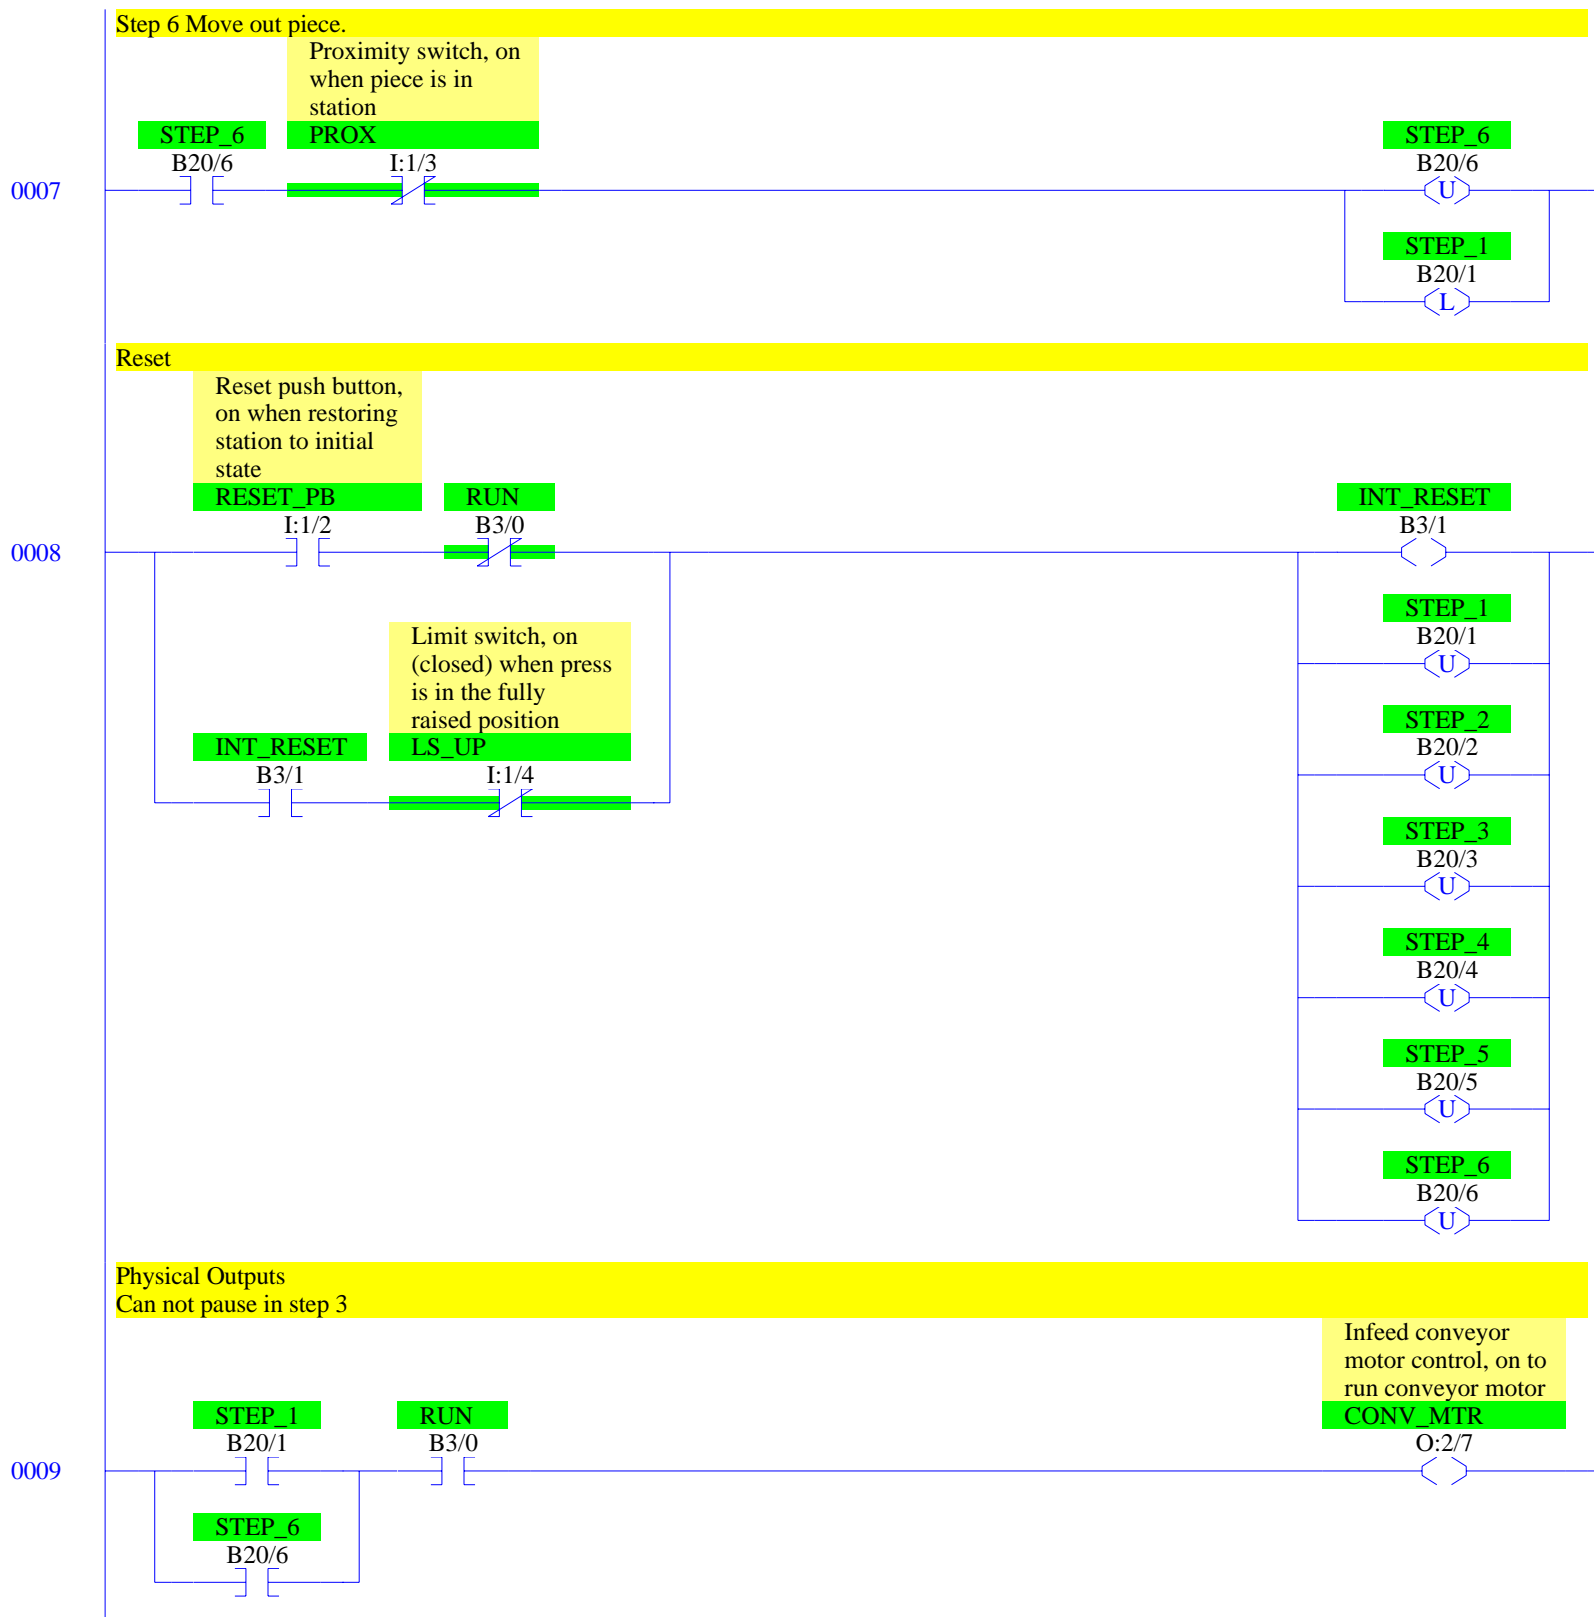 Step 6 Move out piece.
Proximity switch, on
when piece is in
station
STEP_6
PROX
STEP_6
B20/6
I:1/3
B20/6
0007
U
STEP_1
B20/1
L
Reset
Reset push button,
on when restoring
station to initial
state
RESET_PB
RUN
INT_RESET
I:1/2
B3/0
B3/1
0008
STEP_1
B20/1
U
Limit switch, on
(closed) when press
is in the fully
raised position
INT_RESET
LS_UP
B3/1
I:1/4
STEP_2
B20/2
U
STEP_3
B20/3
U
STEP_4
B20/4
U
STEP_5
B20/5
U
STEP_6
B20/6
U
Physical Outputs
Can not pause in step 3
Infeed conveyor
motor control, on to
run conveyor motor
STEP_1
RUN
CONV_MTR
B20/1
B3/0
O:2/7
0009
STEP_6
B20/6